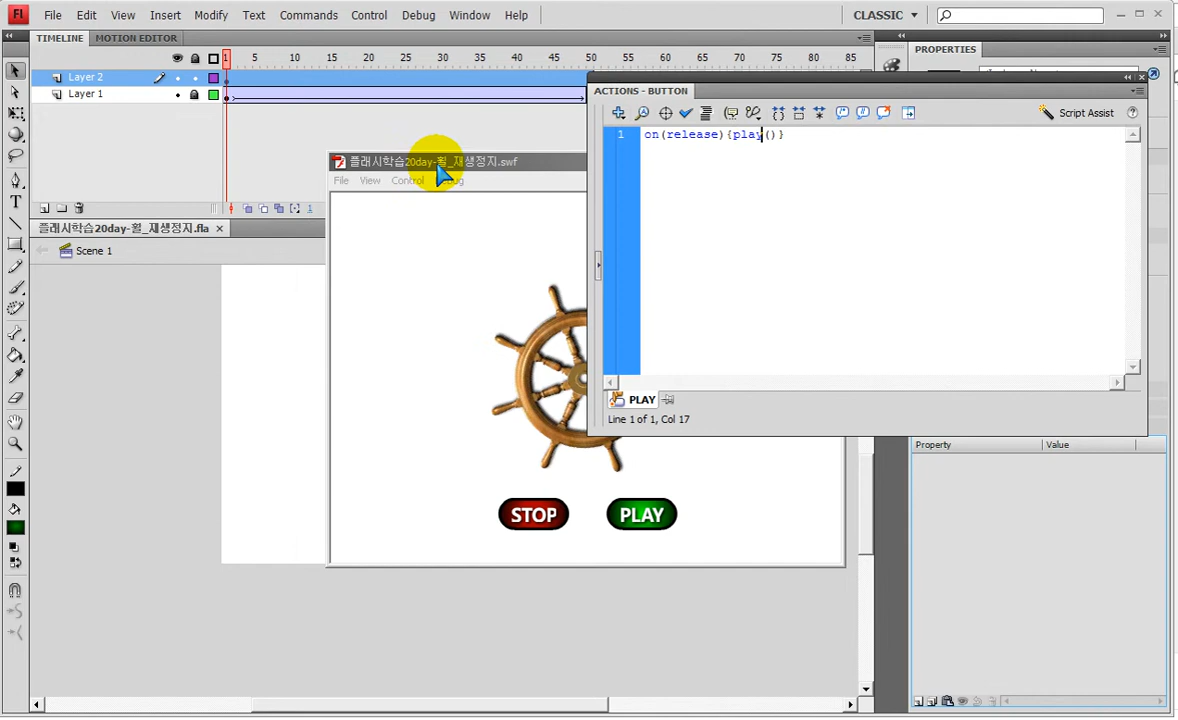 Fl File Edit View Insert Modify Text Commands Control Debug Window Help CLASSIC
TIMELINE MOTION EDITOR
1 5 10 15 20 25 30 35 40 45 50 55 60 65 70 75 80 85
PROPERTIES
Layer 2
Layer 1
ACTIONS - BUTTON
Script Assist
1 on(release){play()}
플래시학습20day-휠_재생정지.swf
File View Control Debug
1
플래시학습20day-휠_재생정지.fla
Scene 1
PLAY
Line 1 of 1, Col 17
Property Value
STOP PLAY